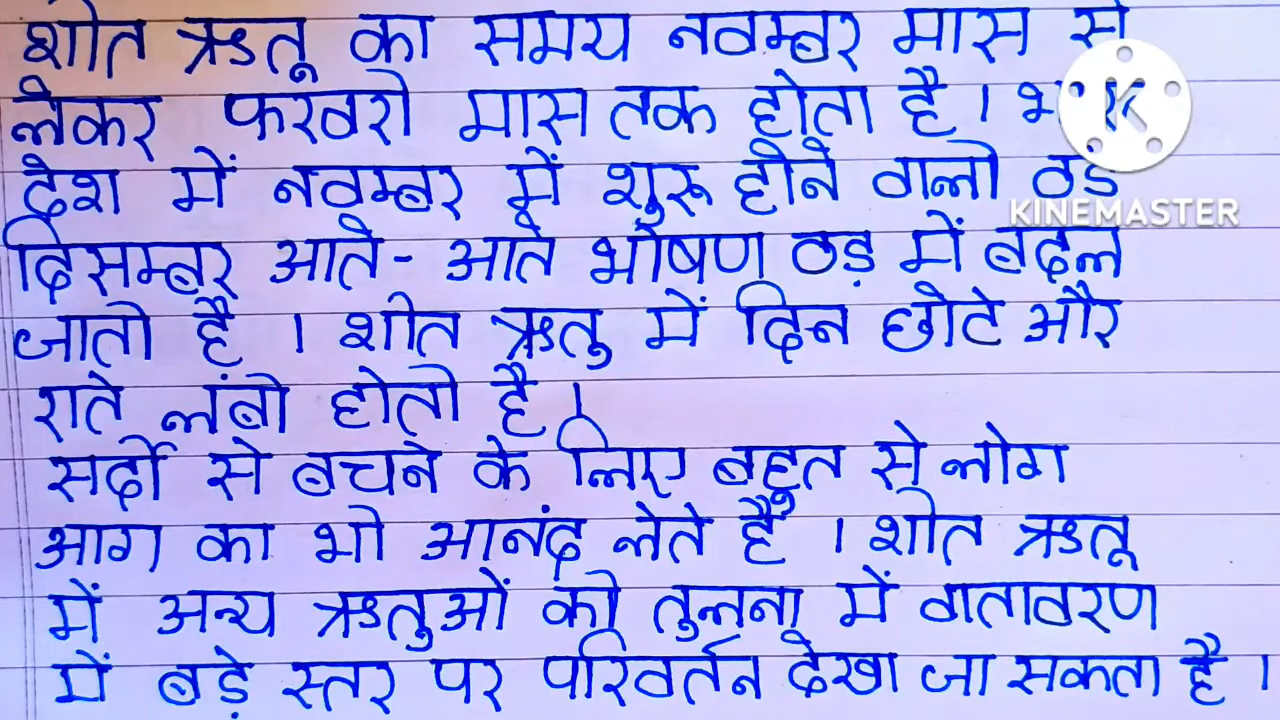 शीत ऋतू का समय नवम्बर मास से
लेकर फरवरी मास तक होता है ।
देश में नवम्बर में शुरू होने वाली ठंड
दिसम्बर आते - आते भीषण ठंड में बदल
जाती है । शीत ऋतु में दिन छोटे और
राते लंबी होती है ।
सर्दी से बचने के लिए बहुत से लोग
आग का भी आनंद लेते हैं । शीत ऋतू
में अन्य ऋतुओं की तुलना में वातावरण
में बड़े स्तर पर परिवर्तन देखा जा सकता है ।
KINEMASTER